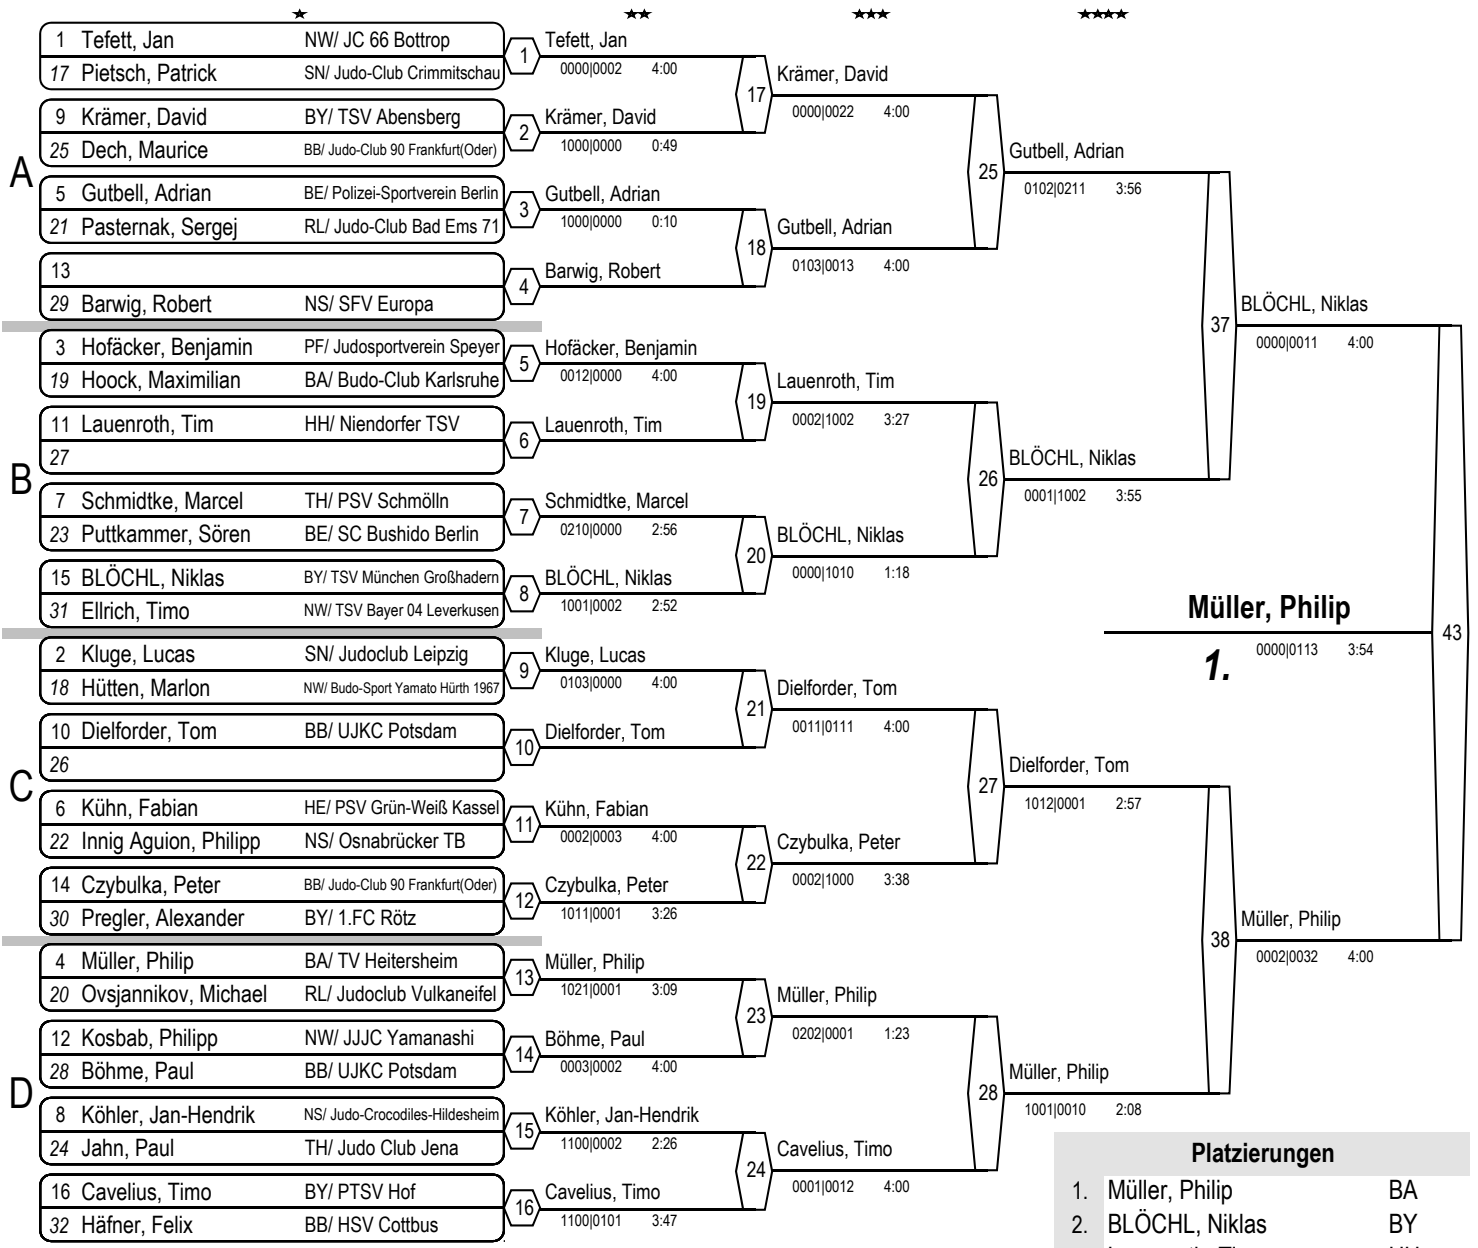 ★ ★★ ★★★ ★★★★
A
1 Tefett, Jan NW/ JC 66 Bottrop
17 Pietsch, Patrick SN/ Judo-Club Crimmitschau
9 Krämer, David BY/ TSV Abensberg
25 Dech, Maurice BB/ Judo-Club 90 Frankfurt(Oder)
5 Gutbell, Adrian BE/ Polizei-Sportverein Berlin
21 Pasternak, Sergej RL/ Judo-Club Bad Ems 71
13
29 Barwig, Robert NS/ SFV Europa
B
3 Hofäcker, Benjamin PF/ Judosportverein Speyer
19 Hoock, Maximilian BA/ Budo-Club Karlsruhe
11 Lauenroth, Tim HH/ Niendorfer TSV
27
7 Schmidtke, Marcel TH/ PSV Schmölln
23 Puttkammer, Sören BE/ SC Bushido Berlin
15 BLÖCHL, Niklas BY/ TSV München Großhadern
31 Ellrich, Timo NW/ TSV Bayer 04 Leverkusen
C
2 Kluge, Lucas SN/ Judoclub Leipzig
18 Hütten, Marlon NW/ Budo-Sport Yamato Hürth 1967
10 Dielforder, Tom BB/ UJKC Potsdam
26
6 Kühn, Fabian HE/ PSV Grün-Weiß Kassel
22 Innig Aguion, Philipp NS/ Osnabrücker TB
14 Czybulka, Peter BB/ Judo-Club 90 Frankfurt(Oder)
30 Pregler, Alexander BY/ 1.FC Rötz
D
4 Müller, Philip BA/ TV Heitersheim
20 Ovsjannikov, Michael RL/ Judoclub Vulkaneifel
12 Kosbab, Philipp NW/ JJJC Yamanashi
28 Böhme, Paul BB/ UJKC Potsdam
8 Köhler, Jan-Hendrik NS/ Judo-Crocodiles-Hildesheim
24 Jahn, Paul TH/ Judo Club Jena
16 Cavelius, Timo BY/ PTSV Hof
32 Häfner, Felix BB/ HSV Cottbus
1 Tefett, Jan
0000|0002 4:00
2 Krämer, David
1000|0000 0:49
3 Gutbell, Adrian
1000|0000 0:10
4 Barwig, Robert
5 Hofäcker, Benjamin
0012|0000 4:00
6 Lauenroth, Tim
7 Schmidtke, Marcel
0210|0000 2:56
8 BLÖCHL, Niklas
1001|0002 2:52
9 Kluge, Lucas
0103|0000 4:00
10 Dielforder, Tom
11 Kühn, Fabian
0002|0003 4:00
12 Czybulka, Peter
1011|0001 3:26
13 Müller, Philip
1021|0001 3:09
14 Böhme, Paul
0003|0002 4:00
15 Köhler, Jan-Hendrik
1100|0002 2:26
16 Cavelius, Timo
1100|0101 3:47
17 Krämer, David
0000|0022 4:00
18 Gutbell, Adrian
0103|0013 4:00
19 Lauenroth, Tim
0002|1002 3:27
20 BLÖCHL, Niklas
0000|1010 1:18
21 Dielforder, Tom
0011|0111 4:00
22 Czybulka, Peter
0002|1000 3:38
23 Müller, Philip
0202|0001 1:23
24 Cavelius, Timo
0001|0012 4:00
25 Gutbell, Adrian
0102|0211 3:56
26 BLÖCHL, Niklas
0001|1002 3:55
27 Dielforder, Tom
1012|0001 2:57
28 Müller, Philip
1001|0010 2:08
37 BLÖCHL, Niklas
0000|0011 4:00
38 Müller, Philip
0002|0032 4:00
43 Müller, Philip
1. 0000|0113 3:54
Platzierungen
1. Müller, Philip BA
2. BLÖCHL, Niklas BY